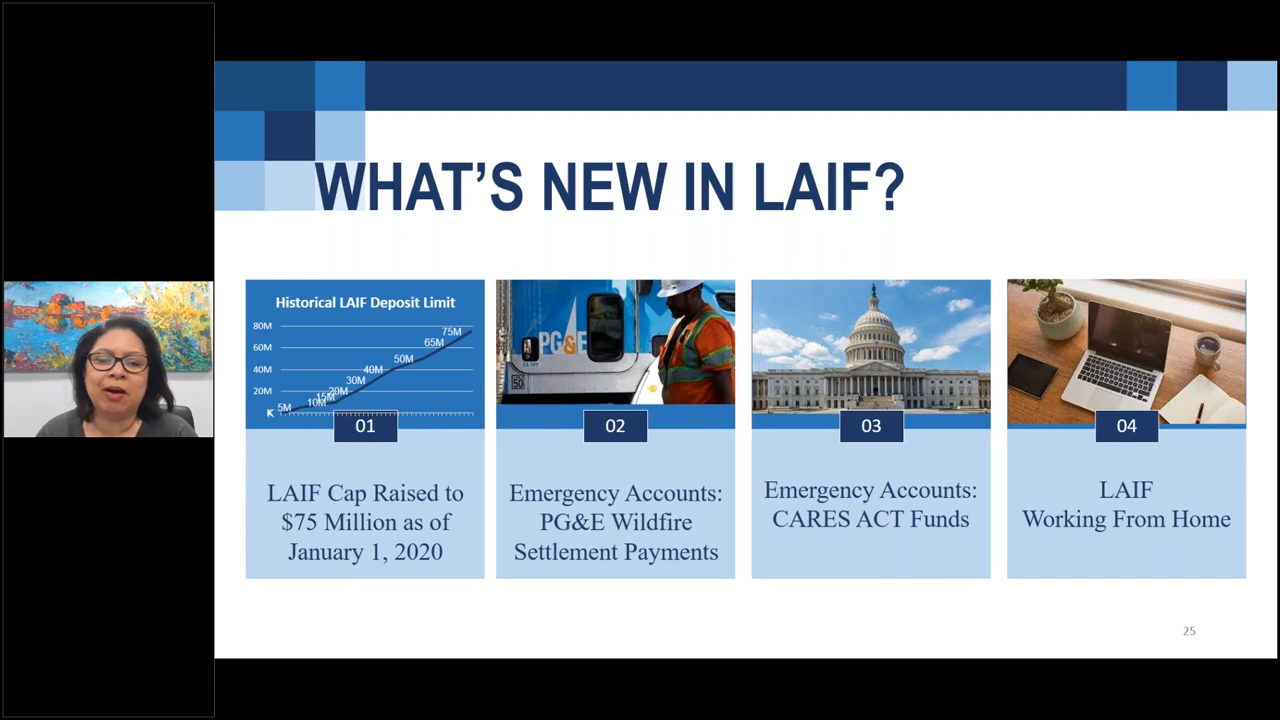 WHAT'S NEW IN LAIF?
Historical LAIF Deposit Limit
80M
60M
40M
20M
K
5M
10M
15M
20M
30M
40M
50M
65M
75M
01
LAIF Cap Raised to
$75 Million as of
January 1, 2020
PG&E
50
02
Emergency Accounts:
PG&E Wildfire
Settlement Payments
03
Emergency Accounts:
CARES ACT Funds
04
LAIF
Working From Home
25